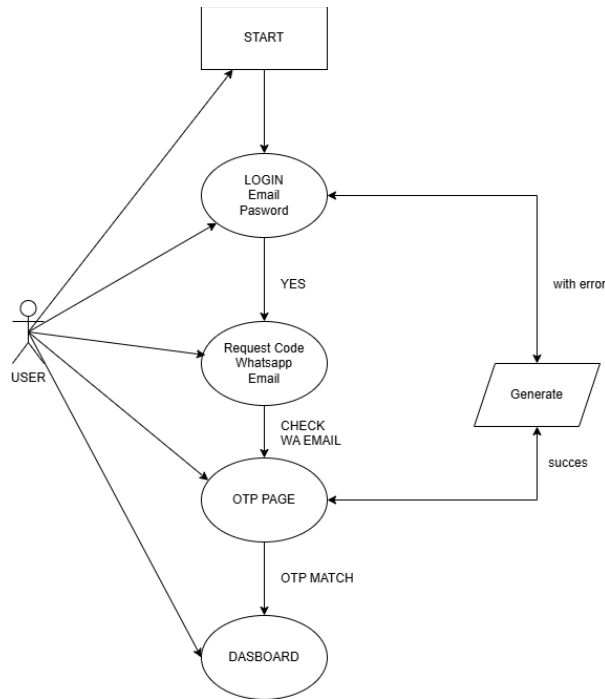 START
LOGIN
Email
Pasword
YES
with error
USER
Request Code
Whatsapp
Email
Generate
CHECK
WA EMAIL
succes
OTP PAGE
OTP MATCH
DASBOARD